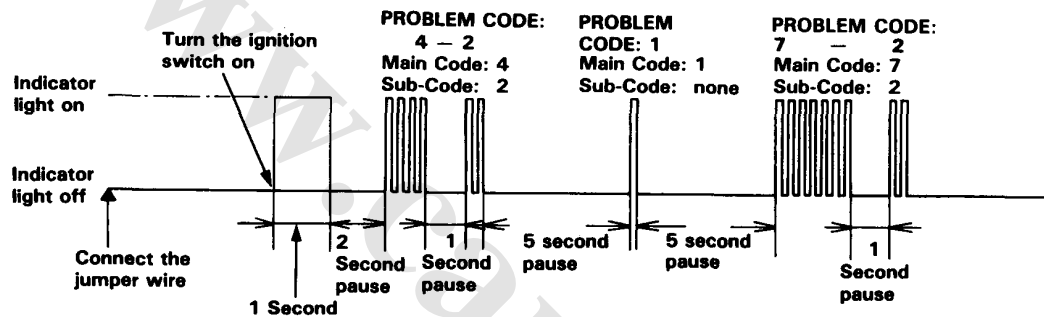 Turn the ignition
switch on
PROBLEM CODE:
4 – 2
Main Code: 4
Sub-Code: 2
PROBLEM
CODE: 1
Main Code: 1
Sub-Code: none
PROBLEM CODE:
7 – 2
Main Code: 7
Sub-Code: 2
Indicator
light on
Indicator
light off
Connect the
jumper wire
1 Second
2
Second
pause
1
Second
pause
5 second
pause
5 second
pause
1
Second
pause
www.ca